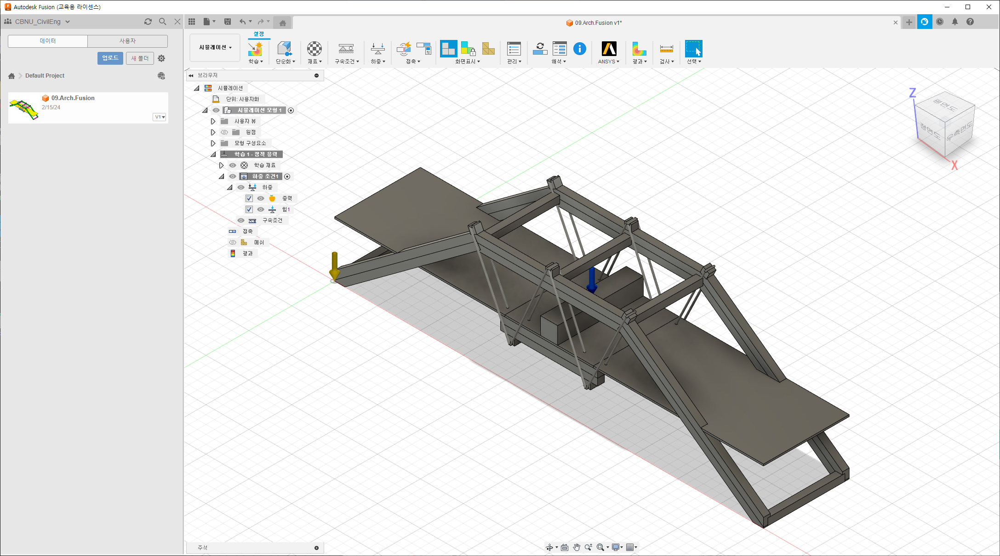 Autodesk Fusion (교육용 라이센스)
CBNU_CivilEng
09.Arch.Fusion v1*
데이터
사용자
업로드
새 폴더
Default Project
09.Arch.Fusion
2/15/24
V1
시뮬레이션
설정
학습
단순화
재료
구속조건
하중
접촉
화면표시
관리
해석
ANSYS
결과
검사
선택
브라우저
시뮬레이션
단위: 사용자화
시뮬레이션 모형 1
사용자 뷰
원점
모형 구성요소
학습 1 - 정적 응력
학습 재료
하중 조건1
하중
중력
힘1
구속조건
접촉
메쉬
결과
Z
평면도
정면도
우측면도
X
주석